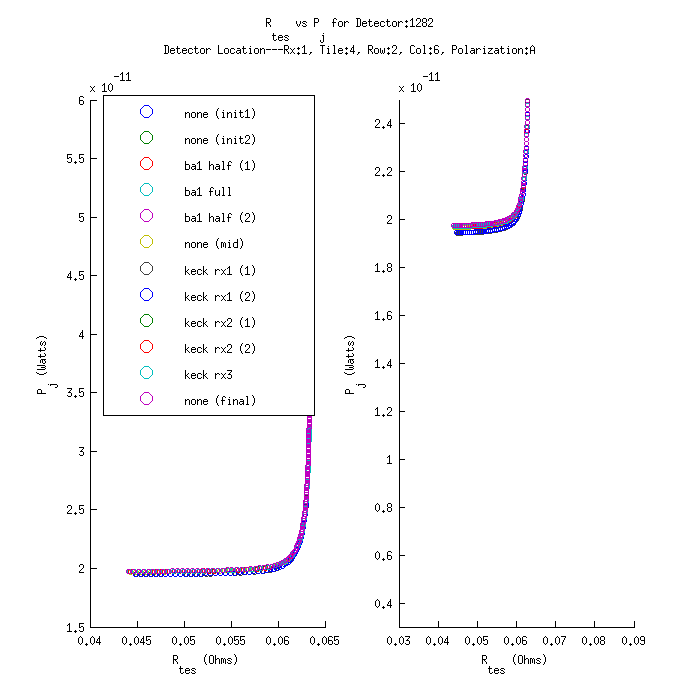 R_tes vs P_j for Detector:1282
Detector Location---Rx:1, Tile:4, Row:2, Col:6, Polarization:A
x 10^-11
6
5.5
5
4.5
4
3.5
3
2.5
2
1.5
P_j (Watts)
0.04 0.045 0.05 0.055 0.06 0.065
R_tes (Ohms)
none (init1)
none (init2)
ba1 half (1)
ba1 full
ba1 half (2)
none (mid)
keck rx1 (1)
keck rx1 (2)
keck rx2 (1)
keck rx2 (2)
keck rx3
none (final)
x 10^-11
2.4
2.2
2
1.8
1.6
1.4
1.2
1
0.8
0.6
0.4
P_j (Watts)
0.03 0.04 0.05 0.06 0.07 0.08 0.09
R_tes (Ohms)